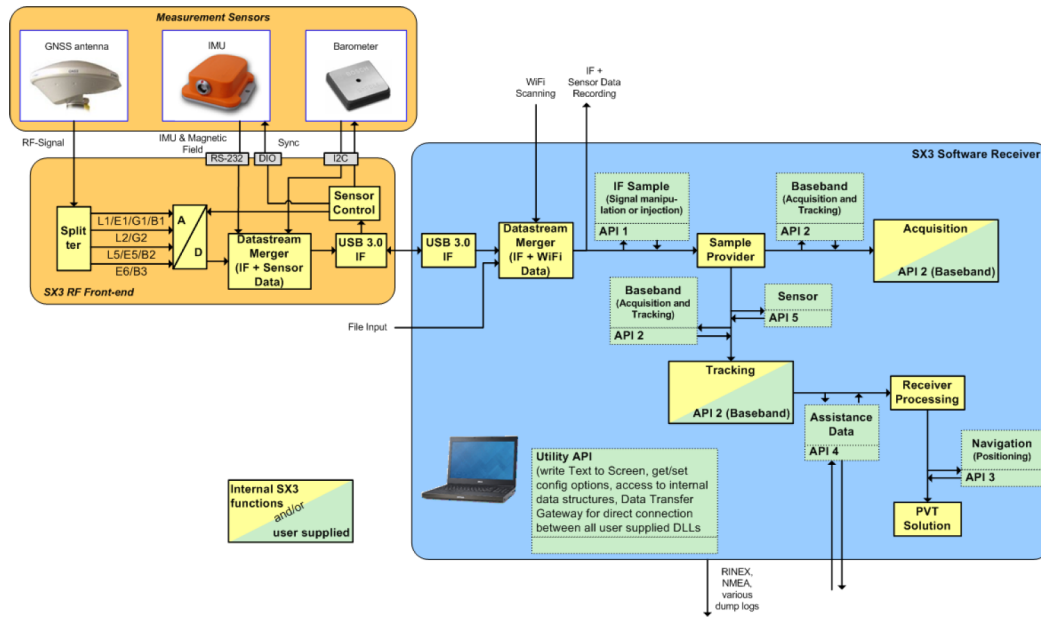 Measurement Sensors
GNSS antenna
IMU
Barometer
RF-Signal
IMU & Magnetic
Field
Sync
RS-232
DIO
I2C
Split
ter
L1/E1/G1/B1
L2/G2
L5/E5/B2
E6/B3
A
D
Datastream
Merger
(IF + Sensor
Data)
Sensor
Control
USB 3.0
IF
SX3 RF Front-end
USB 3.0
IF
WiFi
Scanning
IF +
Sensor Data
Recording
File Input
SX3 Software Receiver
Datastream
Merger
(IF + WiFi
Data)
IF Sample
(Signal manipu-
lation or injection)
API 1
Sample
Provider
Baseband
(Acquisition and
Tracking)
API 2
Acquisition
API 2 (Baseband)
Baseband
(Acquisition and
Tracking)
API 2
Sensor
API 5
Tracking
API 2 (Baseband)
Receiver
Processing
Assistance
Data
API 4
Navigation
(Positioning)
API 3
PVT
Solution
Utility API
(write Text to Screen, get/set
config options, access to internal
data structures, Data Transfer
Gateway for direct connection
between all user supplied DLLs
Internal SX3
functions
and/or
user supplied
RINEX,
NMEA,
various
dump logs